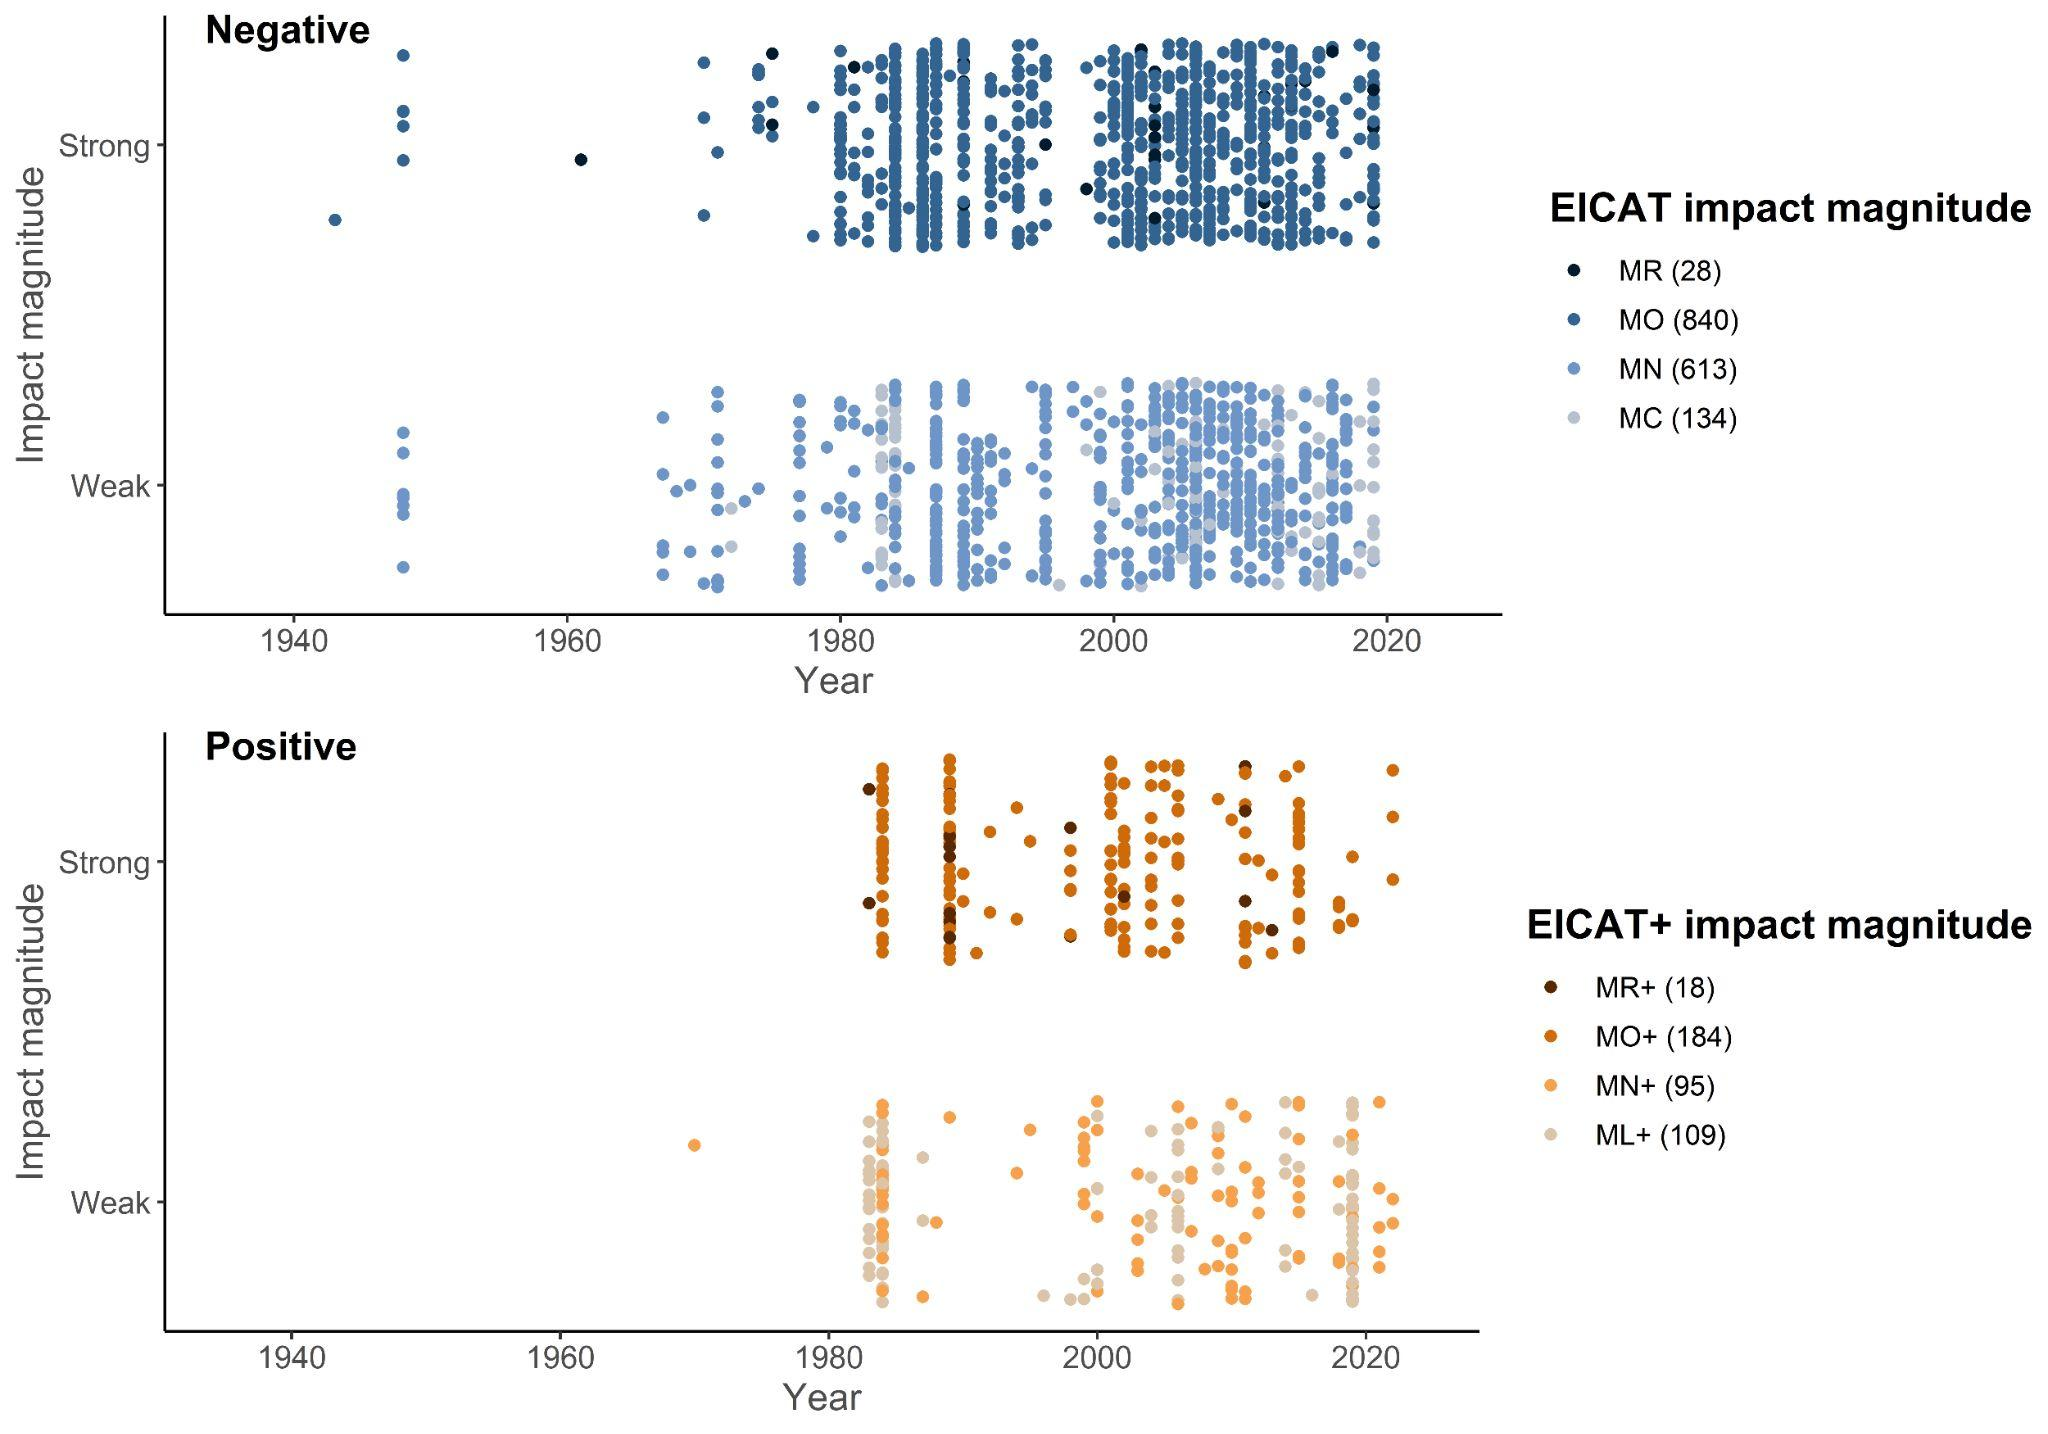 Negative
Strong
Weak
Impact magnitude
1940 1960 1980 2000 2020
Year
EICAT impact magnitude
MR (28)
MO (840)
MN (613)
MC (134)
Positive
Strong
Weak
Impact magnitude
1940 1960 1980 2000 2020
Year
EICAT+ impact magnitude
MR+ (18)
MO+ (184)
MN+ (95)
ML+ (109)